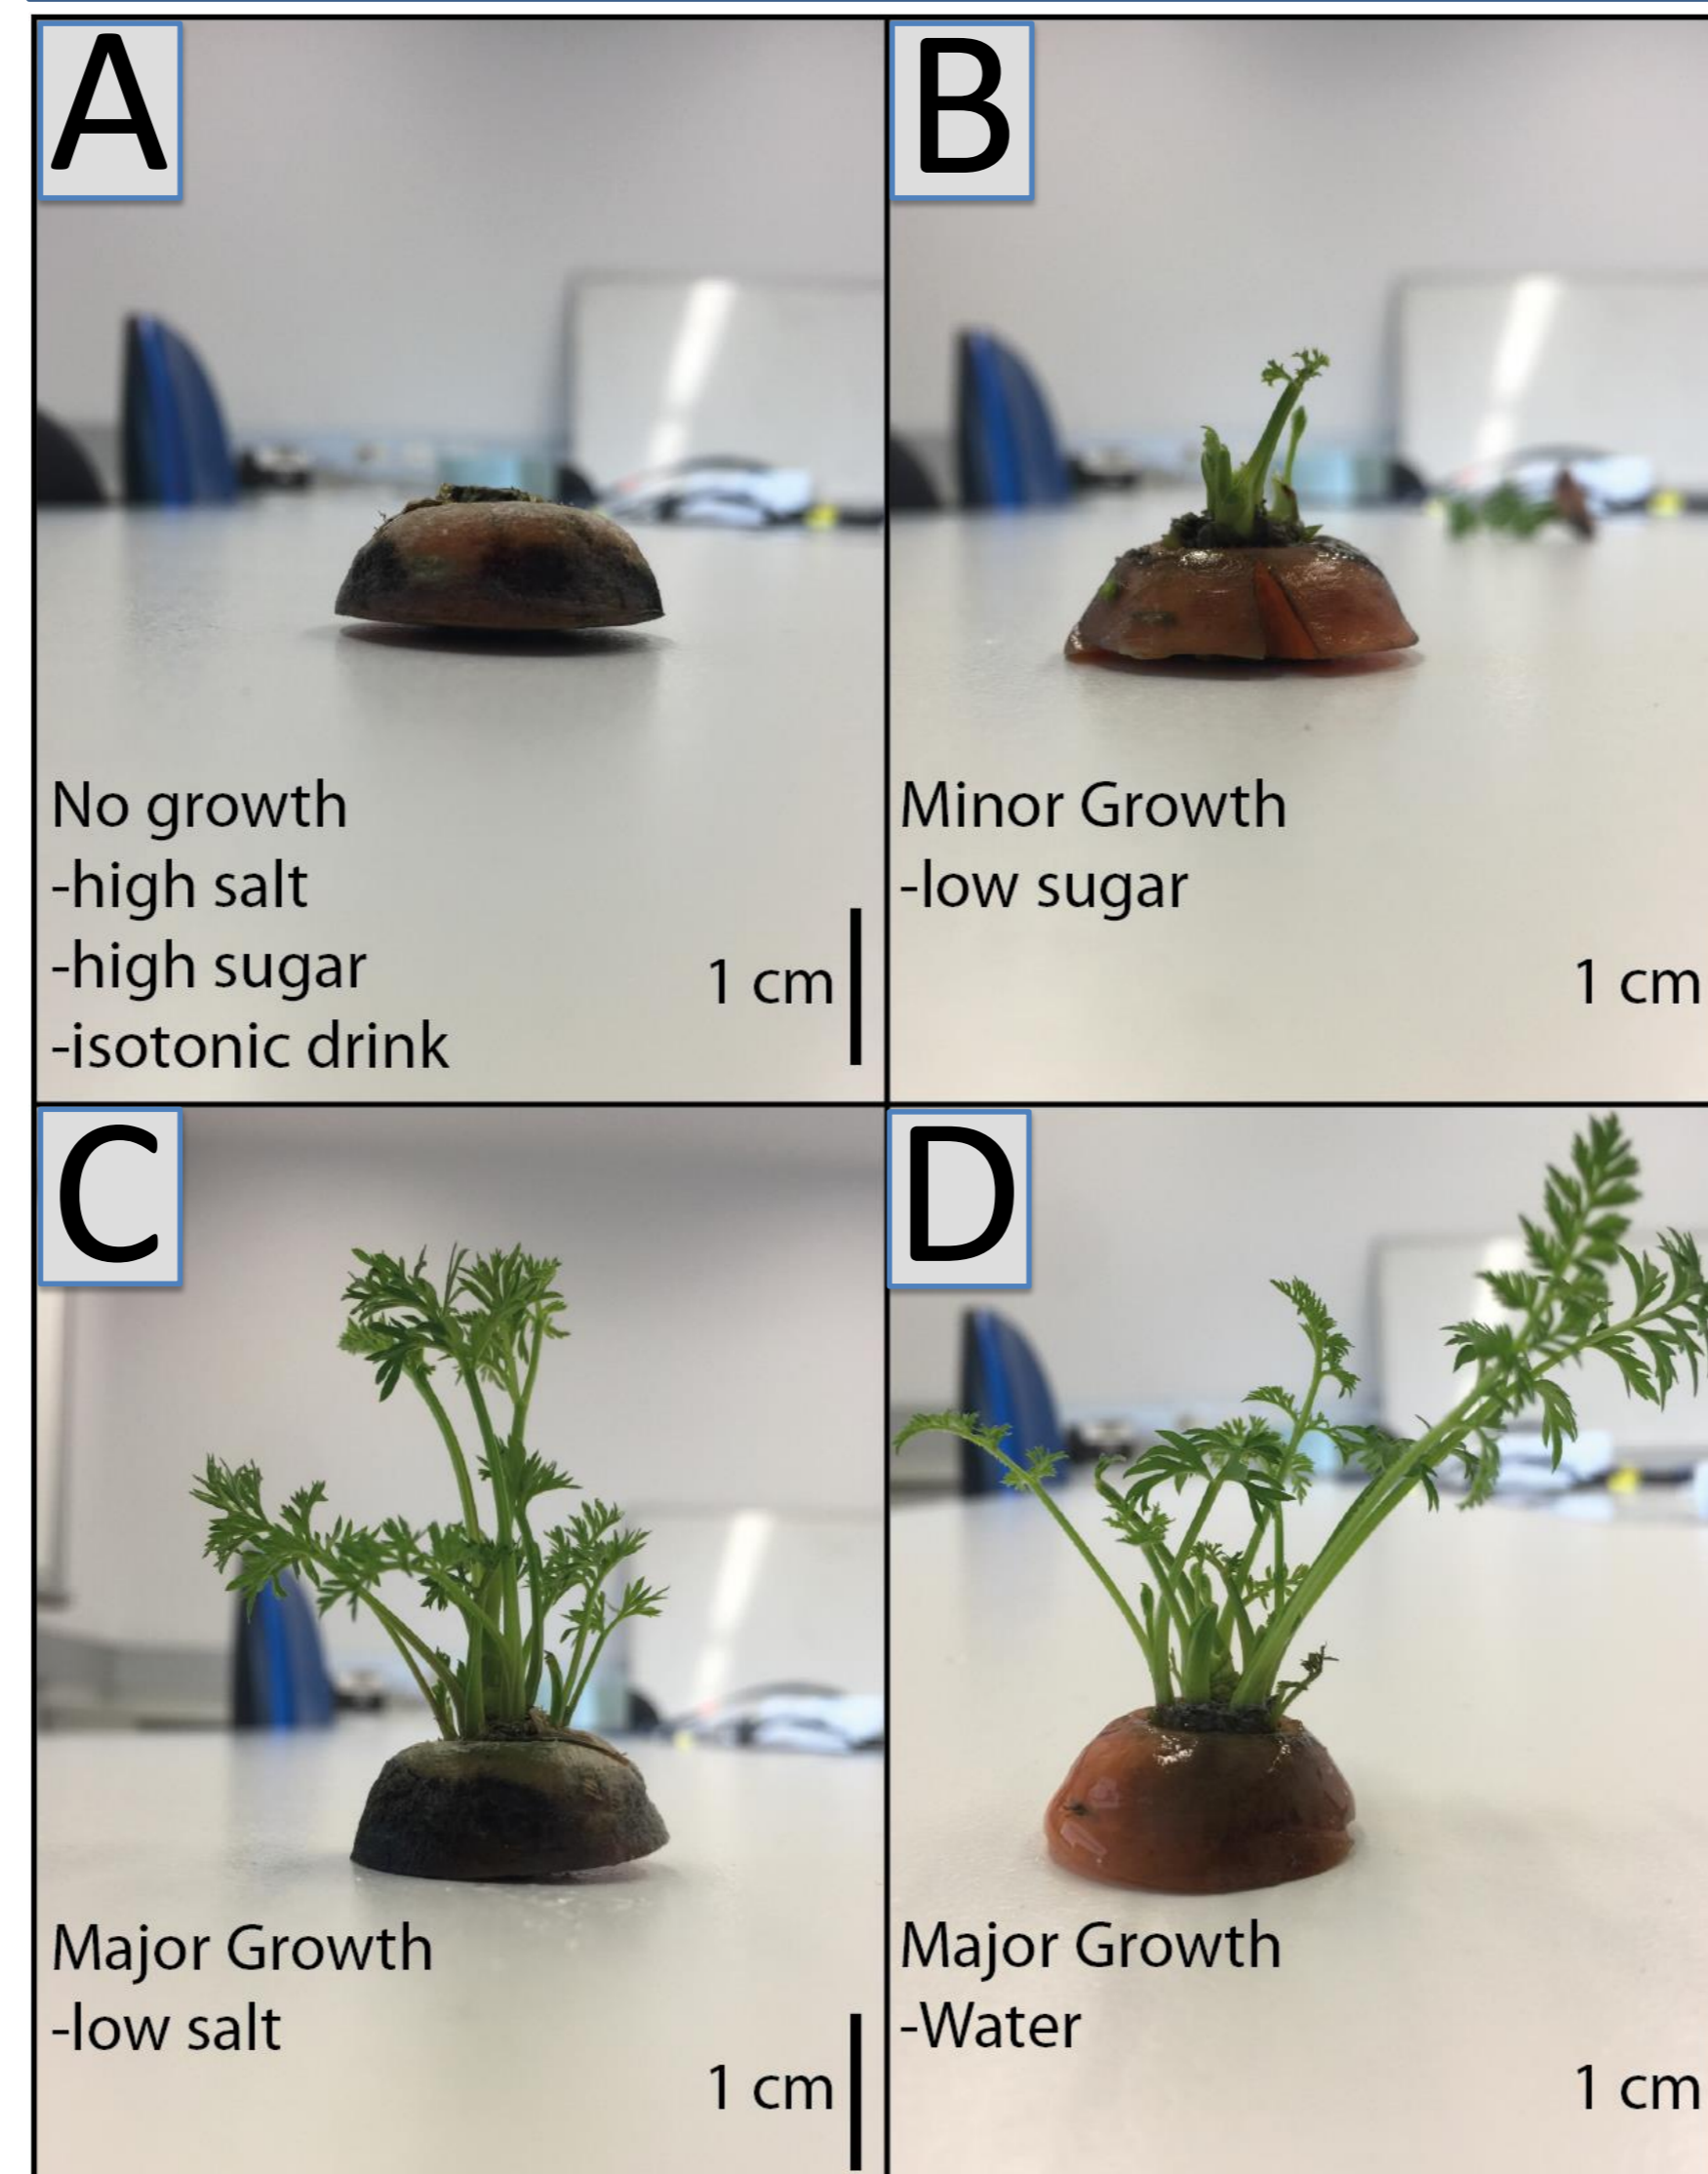 A
No growth
-high salt
-high sugar
-isotonic drink
1 cm
B
Minor Growth
-low sugar
1 cm
C
Major Growth
-low salt
1 cm
D
Major Growth
-Water
1 cm